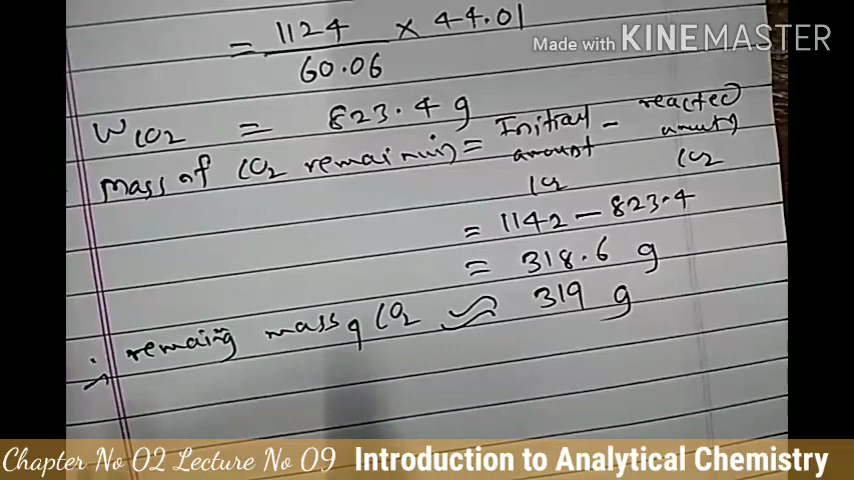 = 1124 × 44.01
60.06
Made with KINEMASTER
WCO2 = 823.4 g
Mass of CO2 remaining = Initial amount CO2 - reacted amount CO2
= 1142 - 823.4
= 318.6 g
∴ remaing mass of CO2 ≈ 319 g
Chapter No 02 Lecture No 09 Introduction to Analytical Chemistry